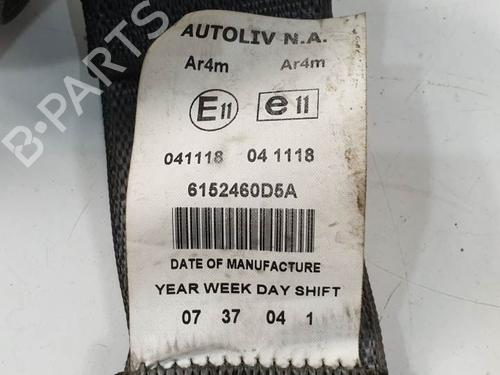 AUTOLIV N.A.
Ar4m Ar4m
E11 e11
041118 04 1118
6152460D5A
DATE OF MANUFACTURE
YEAR WEEK DAY SHIFT
07 37 04 1